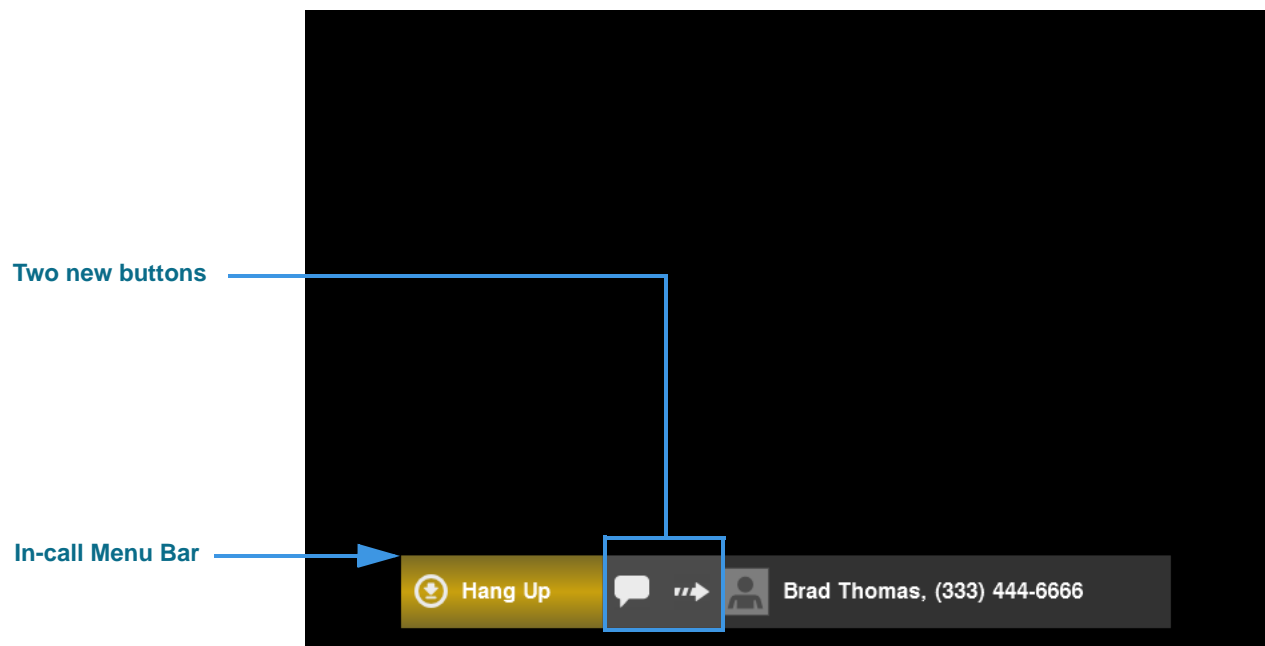 Two new buttons
In-call Menu Bar
Hang Up
Brad Thomas, (333) 444-6666